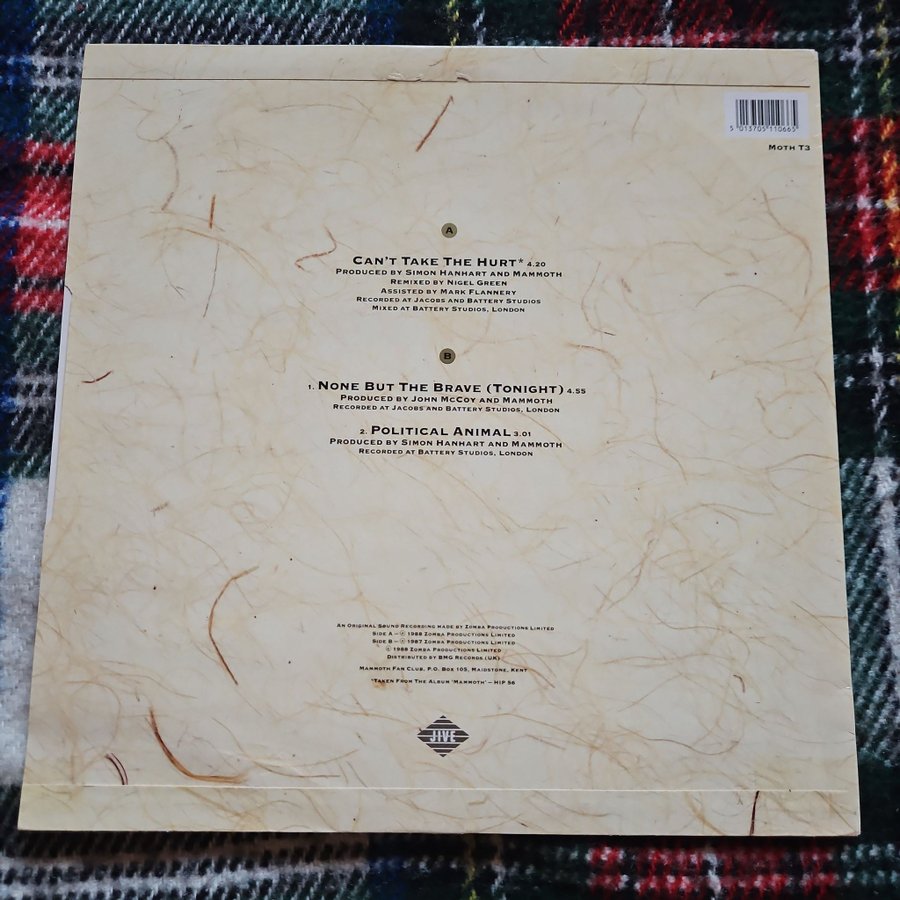 5 013705 110665
MOTH T3
A
CAN'T TAKE THE HURT* 4.20
PRODUCED BY SIMON HANHART AND MAMMOTH
REMIXED BY NIGEL GREEN
ASSISTED BY MARK FLANNERY
RECORDED AT JACOBS AND BATTERY STUDIOS
MIXED AT BATTERY STUDIOS, LONDON
B
1. NONE BUT THE BRAVE (TONIGHT) 4.55
PRODUCED BY JOHN MCCOY AND MAMMOTH
RECORDED AT JACOBS AND BATTERY STUDIOS, LONDON
2. POLITICAL ANIMAL 3.01
PRODUCED BY SIMON HANHART AND MAMMOTH
RECORDED AT BATTERY STUDIOS, LONDON
AN ORIGINAL SOUND RECORDING MADE BY ZOMBA PRODUCTIONS LIMITED
SIDE A – ℗ 1988 ZOMBA PRODUCTIONS LIMITED
SIDE B – ℗ 1987 ZOMBA PRODUCTIONS LIMITED
© 1988 ZOMBA PRODUCTIONS LIMITED
DISTRIBUTED BY BMG RECORDS (UK)
MAMMOTH FAN CLUB, P.O. BOX 105, MAIDSTONE, KENT
*TAKEN FROM THE ALBUM 'MAMMOTH' – HIP 56
JIVE